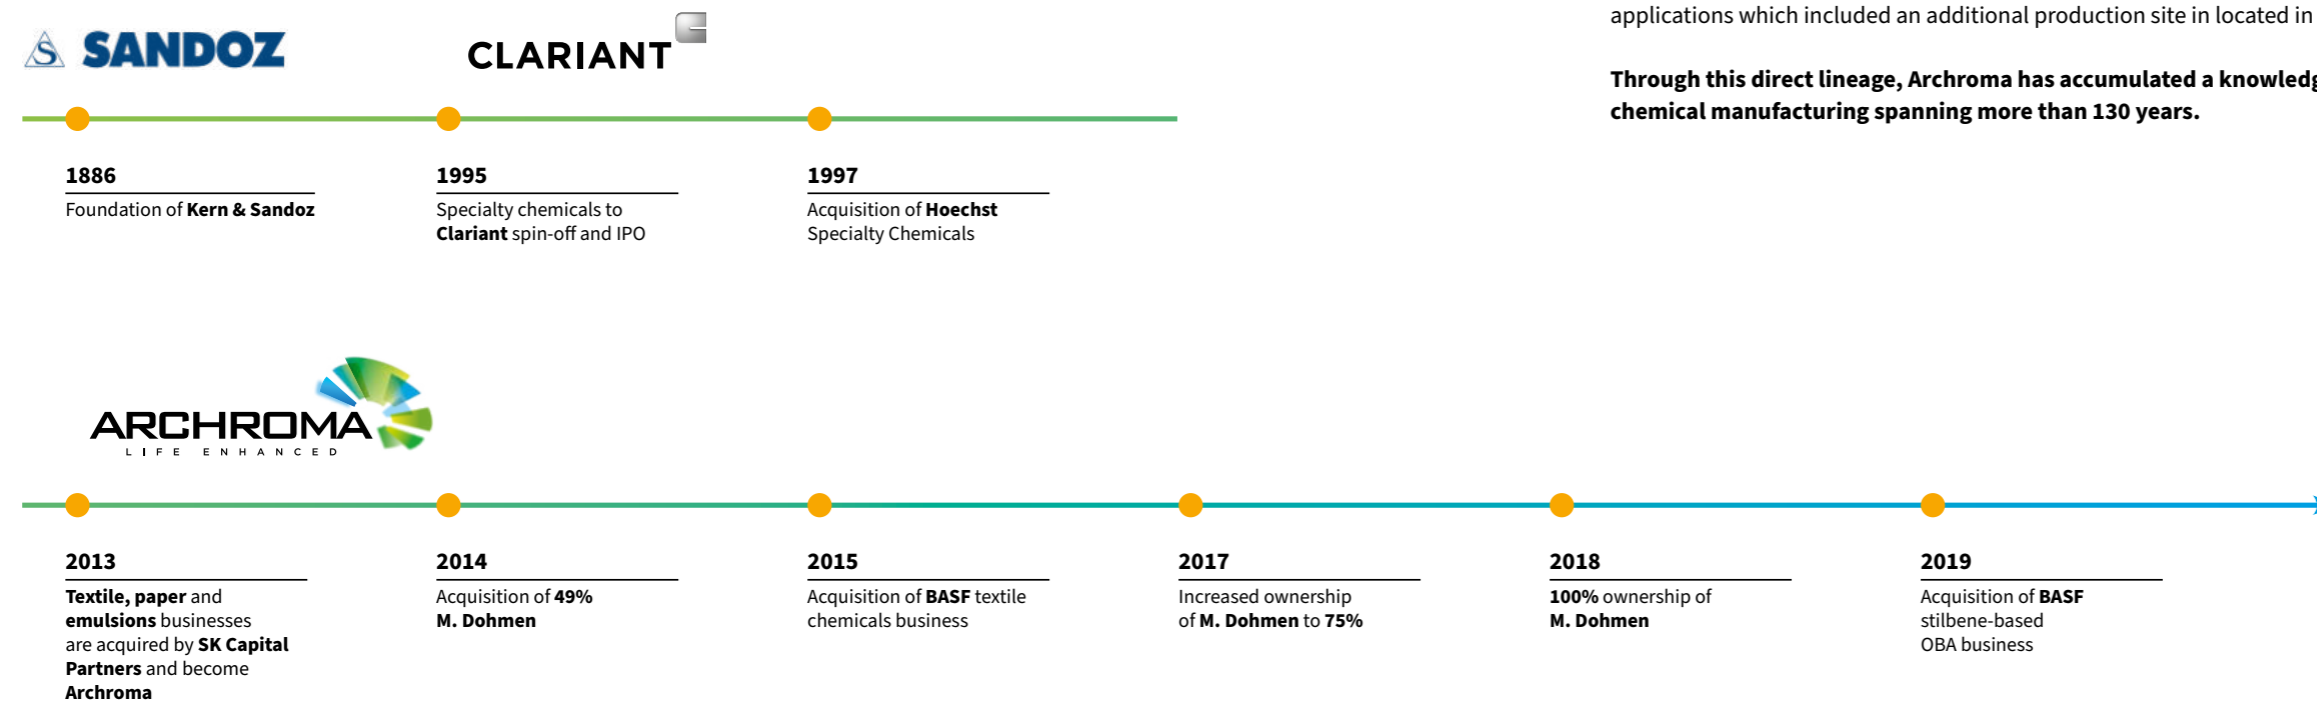 applications which included an additional production site in located in
Through this direct lineage, Archroma has accumulated a
chemical manufacturing spanning more than 130 years.
SANDOZ
CLARIANT
1886
Foundation of Kern & Sandoz
1995
Specialty chemicals to
Clariant spin-off and IPO
1997
Acquisition of Hoechst
Specialty Chemicals
ARCHROMA
LIFE ENHANCED
2013
Textile, paper and
emulsions businesses
are acquired by SK Capital
Partners and become
Archroma
2014
Acquisition of 49%
M. Dohmen
2015
Acquisition of BASF textile
chemicals business
2017
Increased ownership
of M. Dohmen to 75%
2018
100% ownership of
M. Dohmen
2019
Acquisition of BASF
stilbene-based
OBA business